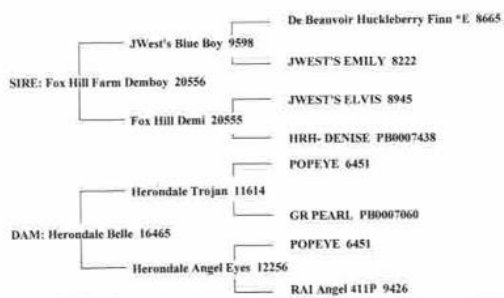 De Beauvoir Huckleberry Finn *E 8665
JWest's Blue Boy 9598
JWEST'S EMILY 8222
SIRE: Fox Hill Farm Demboy 20556
JWEST'S ELVIS 8945
Fox Hill Demi 20555
HRH- DENISE PB0007438
POPEYE 6451
Herondale Trojan 11614
GR PEARL PB0007060
DAM: Herondale Belle 16465
POPEYE 6451
Herondale Angel Eyes 12256
RAI Angel 411P 9426